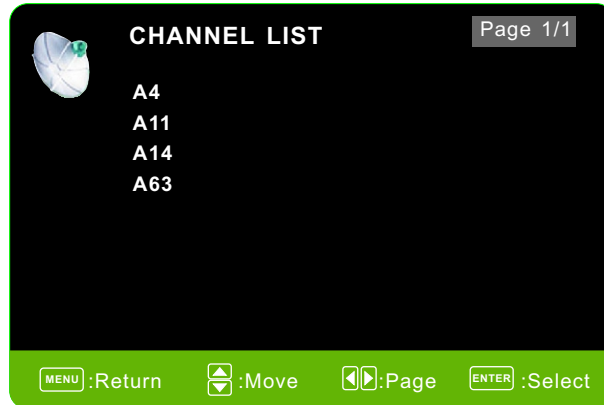 CHANNEL LIST Page 1/1
A4
A11
A14
A63
MENU :Return :Move :Page ENTER :Select